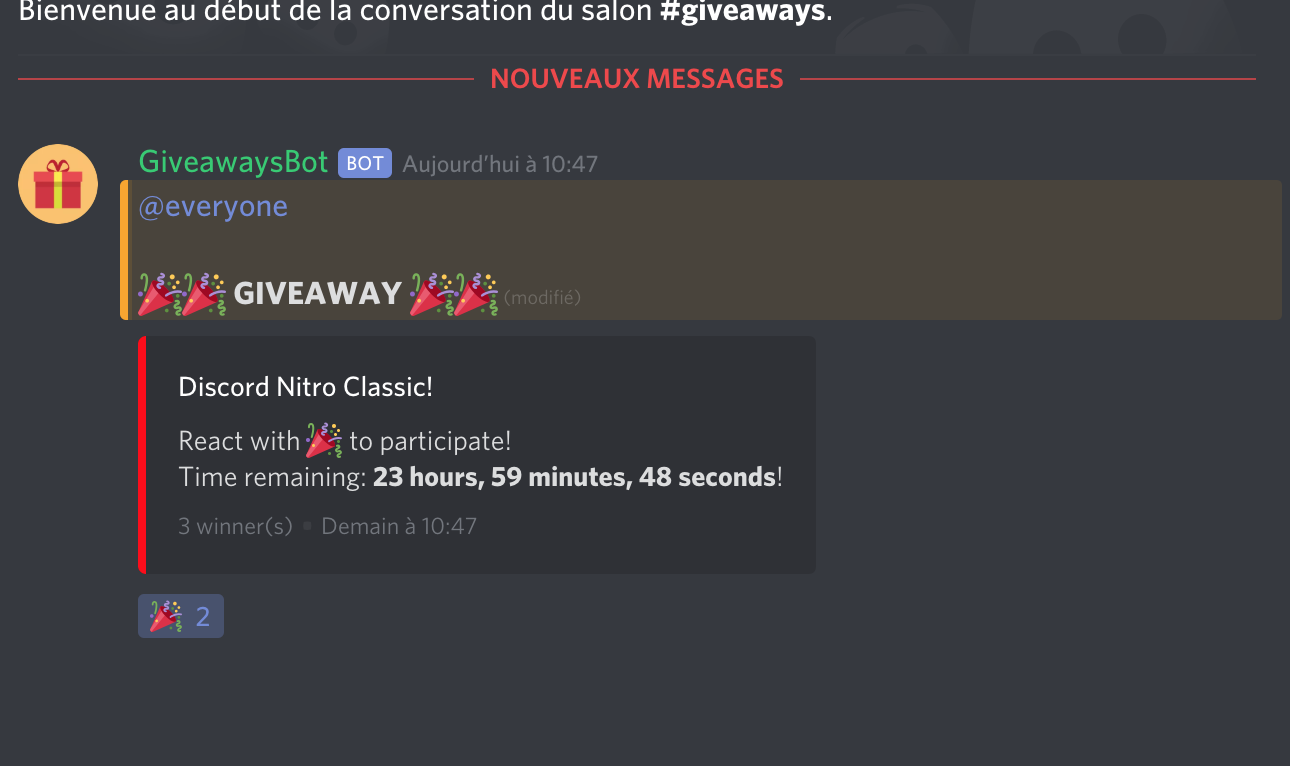 Bienvenue au début de la conversation du salon #giveaways.
NOUVEAUX MESSAGES
GiveawaysBot BOT Aujourd’hui à 10:47
@everyone
🎉🎉 GIVEAWAY 🎉🎉 (modifié)
Discord Nitro Classic!
React with 🎉 to participate!
Time remaining: 23 hours, 59 minutes, 48 seconds!
3 winner(s) • Demain à 10:47
🎉 2